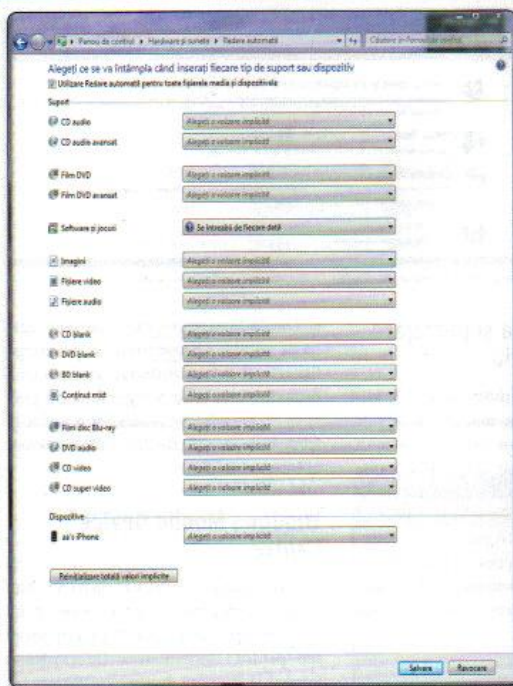 Panou de control ▸ Hardware și sunete ▸ Redare automată
Căutare în Panoul de control
Alegeți ce se va întâmpla când inserați fiecare tip de suport sau dispozitiv
Utilizare Redare automată pentru toate fișierele media și dispozitivele
Suport
CD audio Alegeți o valoare implicită
CD audio avansat Alegeți o valoare implicită
Film DVD Alegeți o valoare implicită
Film DVD avansat Alegeți o valoare implicită
Software și jocuri Se întreabă de fiecare dată
Imagini Alegeți o valoare implicită
Fișiere video Alegeți o valoare implicită
Fișiere audio Alegeți o valoare implicită
CD blank Alegeți o valoare implicită
DVD blank Alegeți o valoare implicită
BD blank Alegeți o valoare implicită
Conținut mixt Alegeți o valoare implicită
Film disc Blu-ray Alegeți o valoare implicită
DVD audio Alegeți o valoare implicită
CD video Alegeți o valoare implicită
CD super video Alegeți o valoare implicită
Dispozitive
aa's iPhone Alegeți o valoare implicită
Reinițializare totală valori implicite
Salvare Revocare